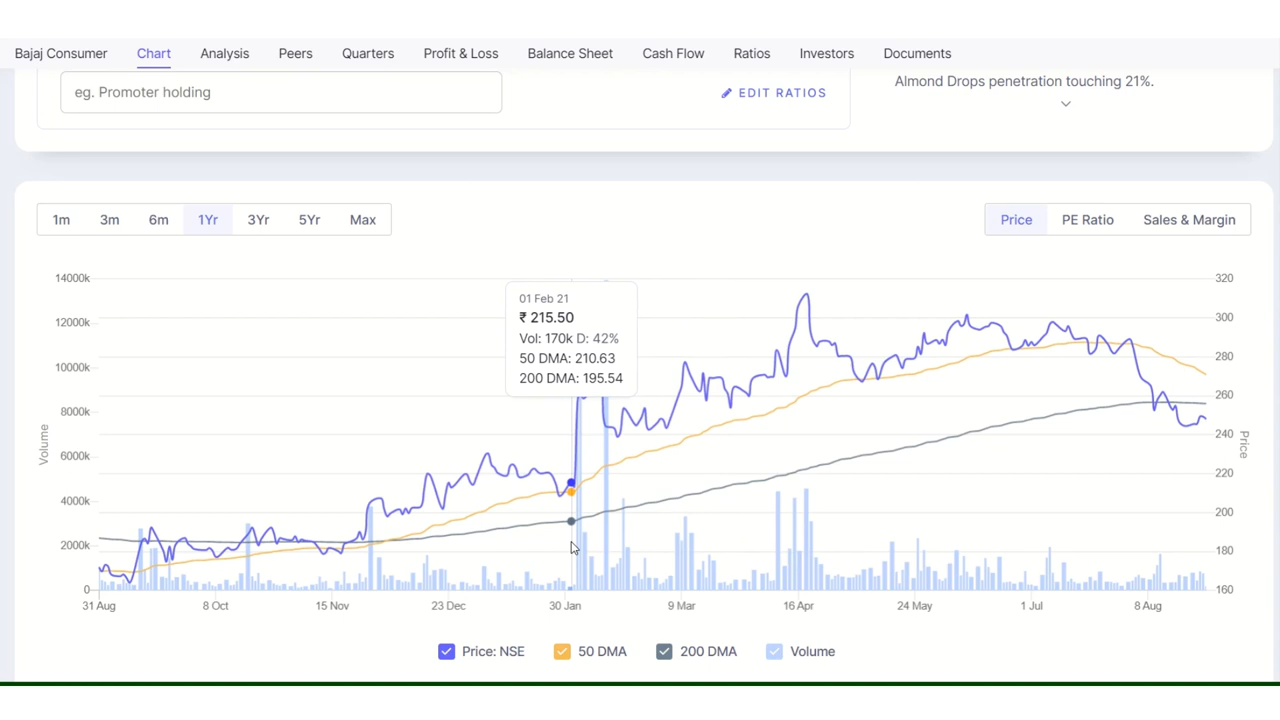 Bajaj Consumer Chart Analysis Peers Quarters Profit & Loss Balance Sheet Cash Flow Ratios Investors Documents
eg. Promoter holding
EDIT RATIOS
Almond Drops penetration touching 21%.
1m 3m 6m 1Yr 3Yr 5Yr Max
Price PE Ratio Sales & Margin
14000k
12000k
10000k
8000k
6000k
4000k
2000k
0
Volume
01 Feb 21
₹ 215.50
Vol: 170k D: 42%
50 DMA: 210.63
200 DMA: 195.54
320
300
280
260
240
220
200
180
160
Price
31 Aug 8 Oct 15 Nov 23 Dec 30 Jan 9 Mar 16 Apr 24 May 1 Jul 8 Aug
Price: NSE 50 DMA 200 DMA Volume